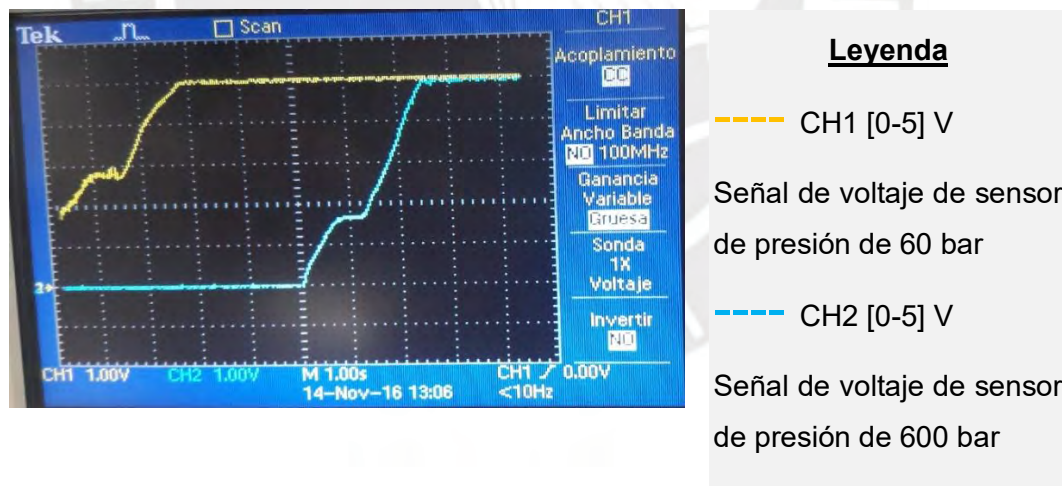 Tek
Scan
CH1
Acoplamiento
CC
Limitar
Ancho Banda
NO 100MHz
Ganancia
Variable
Gruesa
Sonda
1X
Voltaje
Invertir
NO
2
CH1 1.00V CH2 1.00V M 1.00s CH1 0.00V
14-Nov-16 13:06 <10Hz
Leyenda
CH1 [0-5] V
Señal de voltaje de sensor
de presión de 60 bar
CH2 [0-5] V
Señal de voltaje de sensor
de presión de 600 bar